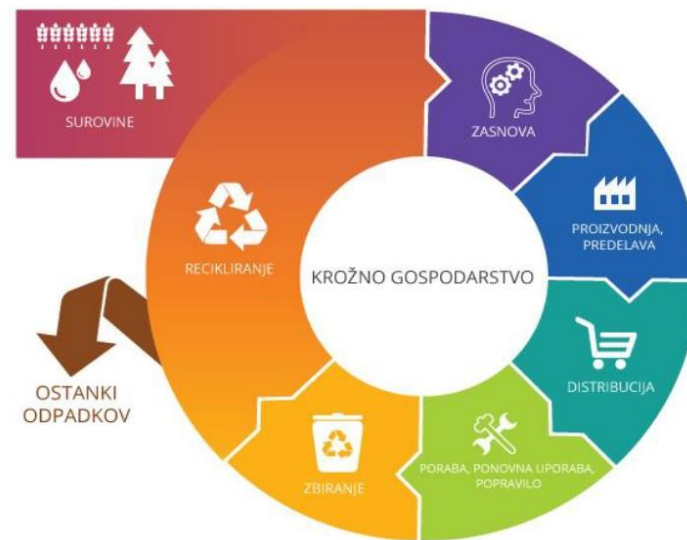 SUROVINE
ZASNOVA
PROIZVODNJA,
PREDELAVA
DISTRIBUCIJA
PORABA, PONOVNA UPORABA,
POPRAVILO
ZBIRANJE
RECIKLIRANJE
KROŽNO GOSPODARSTVO
OSTANKI
ODPADKOV